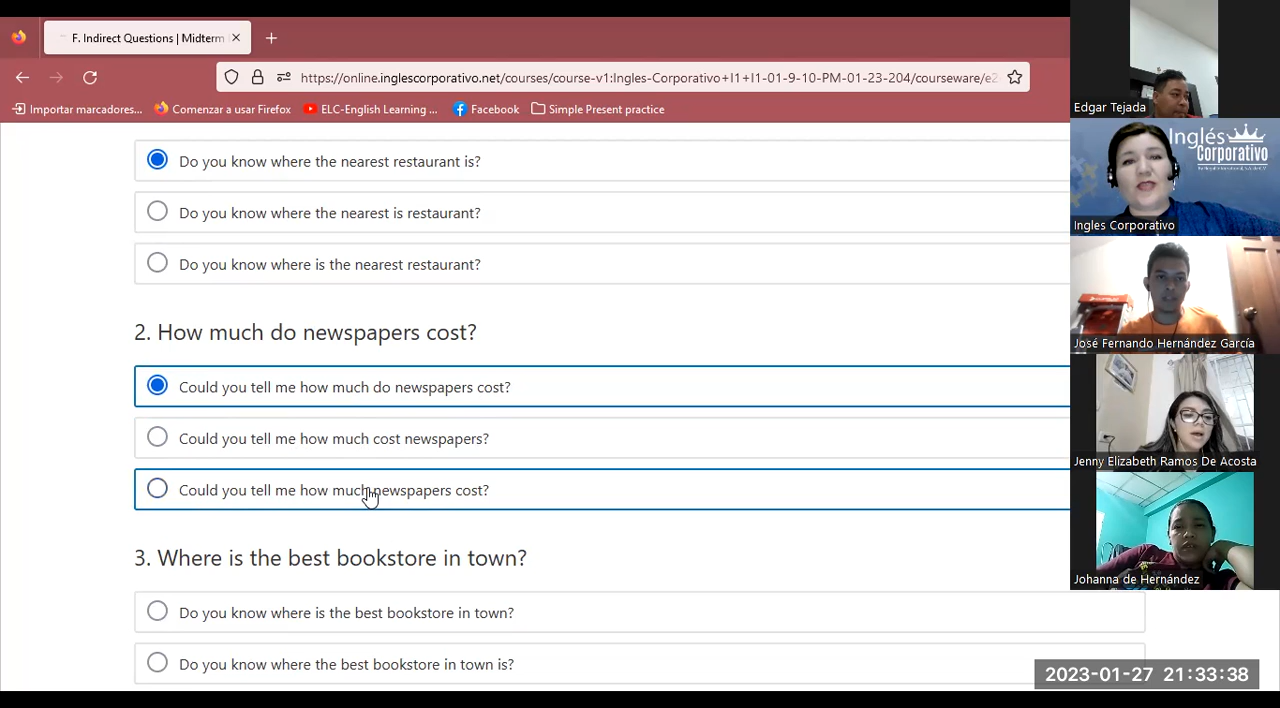 F. Indirect Questions | Midterm
https://online.inglescorporativo.net/courses/course-v1:Ingles-Corporativo+I1+I1-01-9-10-PM-01-23-204/courseware/e2
Importar marcadores... Comenzar a usar Firefox ELC-English Learning ... Facebook Simple Present practice
Do you know where the nearest restaurant is?
Do you know where the nearest is restaurant?
Do you know where is the nearest restaurant?
2. How much do newspapers cost?
Could you tell me how much do newspapers cost?
Could you tell me how much cost newspapers?
Could you tell me how much newspapers cost?
3. Where is the best bookstore in town?
Do you know where is the best bookstore in town?
Do you know where the best bookstore in town is?
Edgar Tejada
Inglés
Corporativo
Ingles Corporativo
José Fernando Hernández García
Jenny Elizabeth Ramos De Acosta
Johanna de Hernández
2023-01-27 21:33:38